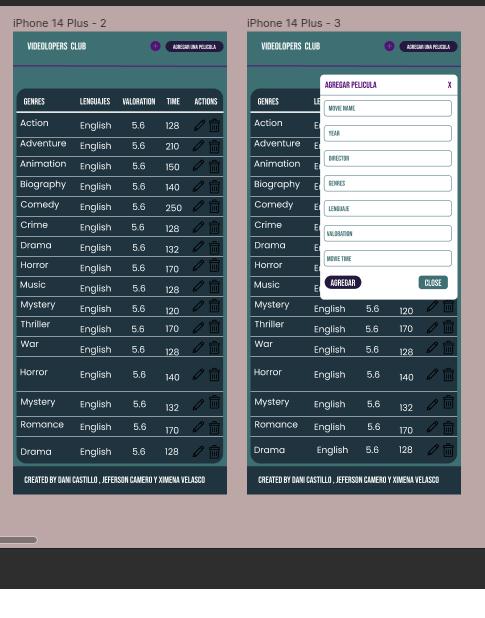 iPhone 14 Plus - 2
VIDEOLOPERS CLUB
+ AGREGAR UNA PELICULA
GENRES LENGUAJES VALORATION TIME ACTIONS
Action English 5.6 128
Adventure English 5.6 210
Animation English 5.6 150
Biography English 5.6 140
Comedy English 5.6 250
Crime English 5.6 128
Drama English 5.6 132
Horror English 5.6 170
Music English 5.6 128
Mystery English 5.6 120
Thriller English 5.6 170
War English 5.6 128
Horror English 5.6 140
Mystery English 5.6 132
Romance English 5.6 170
Drama English 5.6 128
CREATED BY DANI CASTILLO , JEFERSON CAMERO Y XIMENA VELASCO
iPhone 14 Plus - 3
VIDEOLOPERS CLUB
+ AGREGAR UNA PELICULA
GENRES LE
Action
Adventure
Animation
Biography
Comedy
Crime
Drama
Horror
Music
AGREGAR PELICULA X
MOVIE NAME
YEAR
DIRECTOR
GENRES
LENGUAJE
VALORATION
MOVIE TIME
AGREGAR CLOSE
Mystery English 5.6 120
Thriller English 5.6 170
War English 5.6 128
Horror English 5.6 140
Mystery English 5.6 132
Romance English 5.6 170
Drama English 5.6 128
CREATED BY DANI CASTILLO , JEFERSON CAMERO Y XIMENA VELASCO